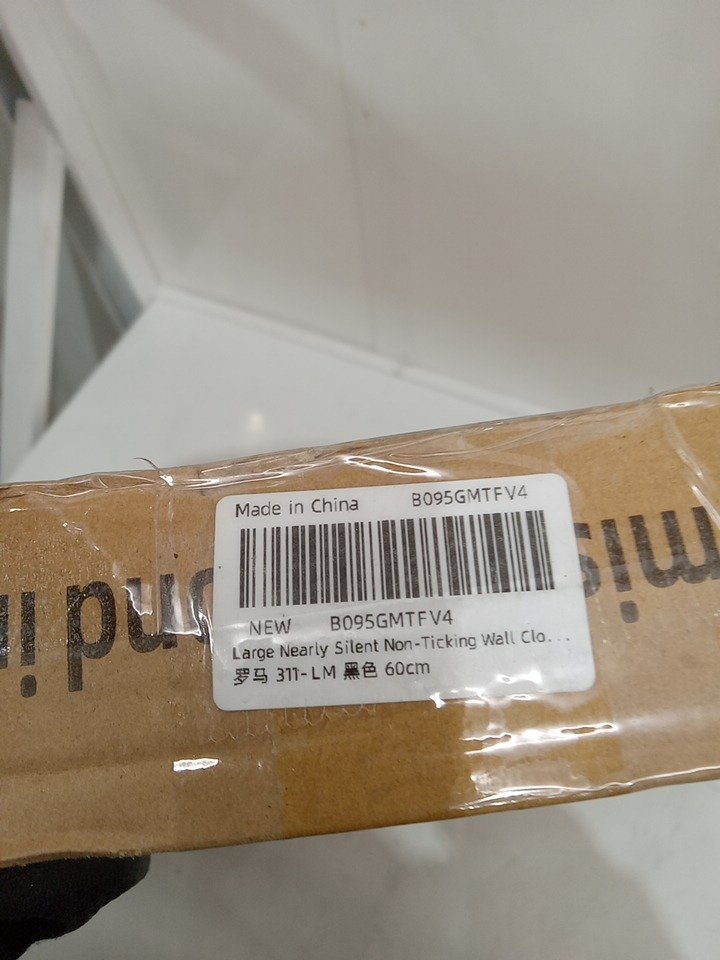 Made in China B095GMTFV4
NEW B095GMTFV4
Large Nearly Silent Non-Ticking Wall Clo...
罗马 311-LM 黑色 60cm